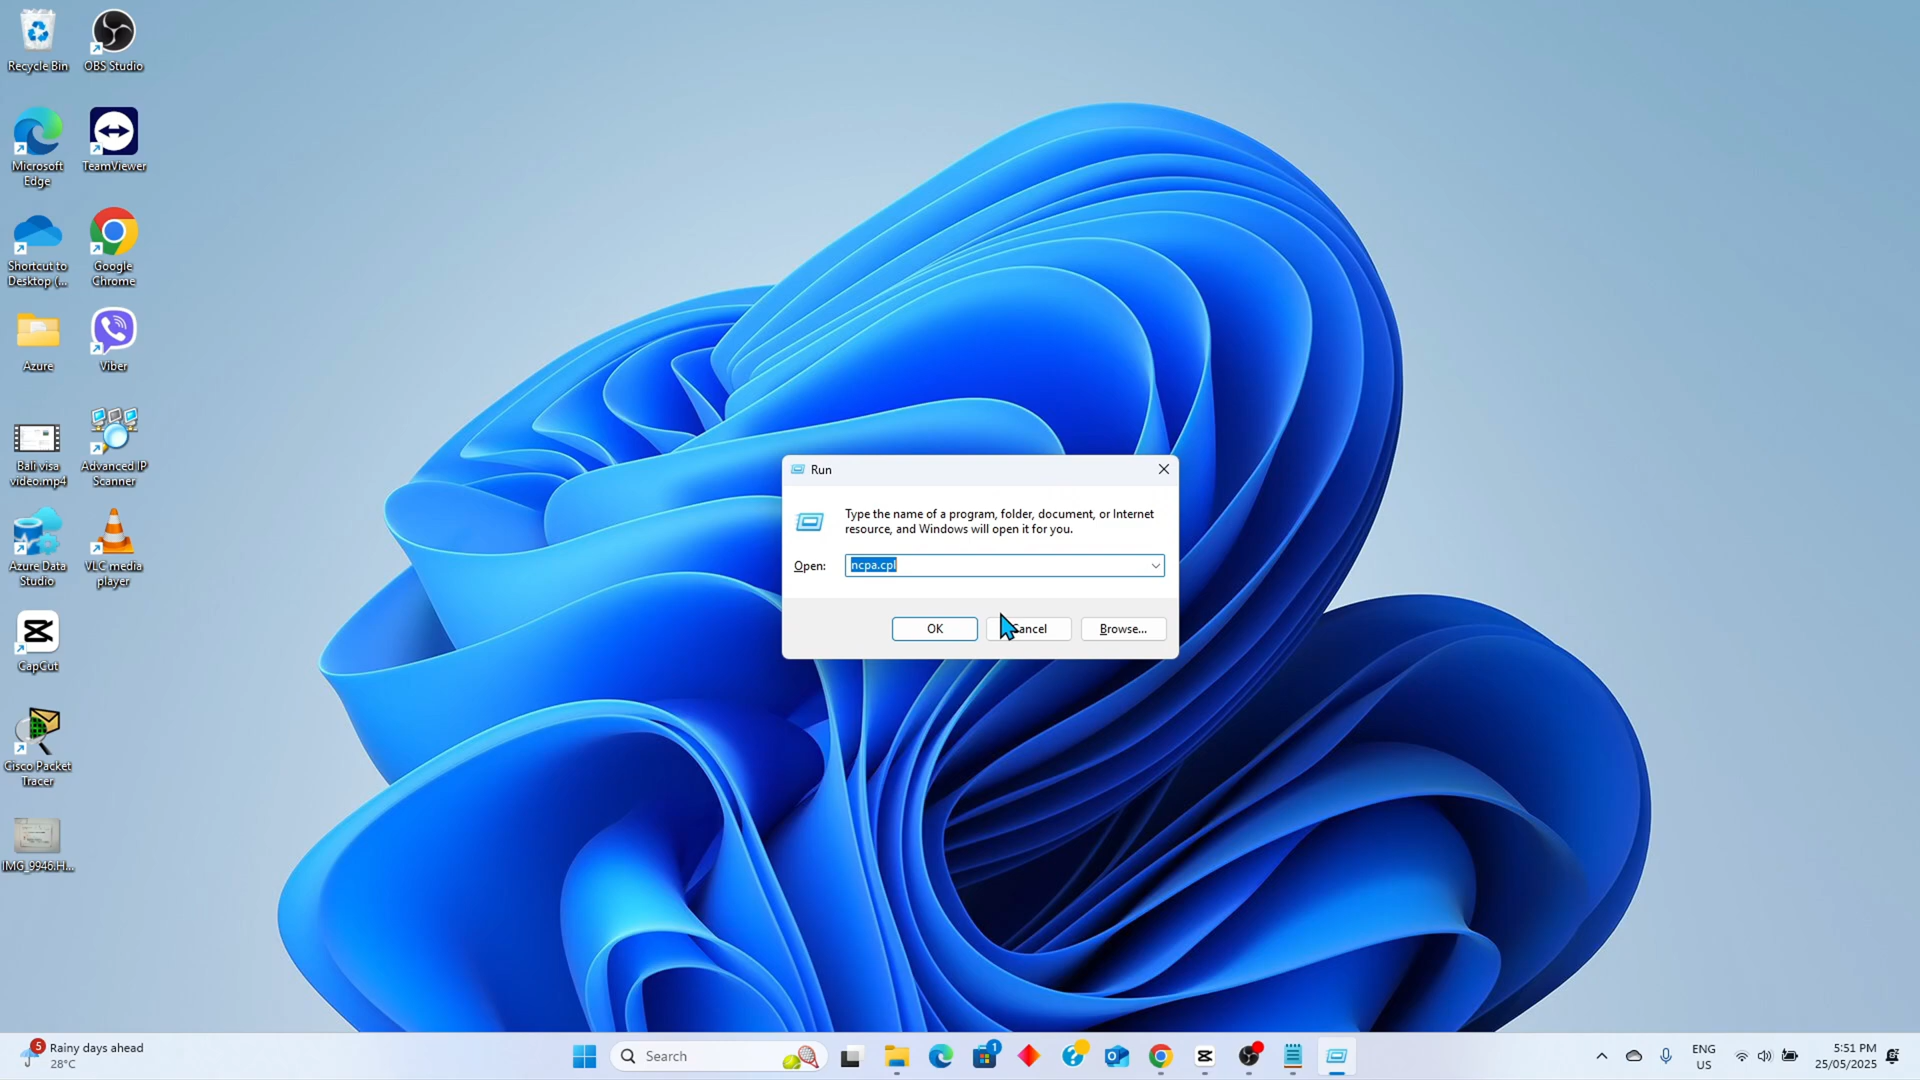 Recycle Bin
OBS Studio
Microsoft
Edge
TeamViewer
Shortcut to
Desktop (...
Google
Chrome
Azure
Viber
Bali visa
video.mp4
Advanced IP
Scanner
Azure Data
Studio
VLC media
player
CapCut
Cisco Packet
Tracer
IMG_9946.H...
Run
Type the name of a program, folder, document, or Internet
resource, and Windows will open it for you.
Open:
ncpa.cpl
OK
Cancel
Browse...
5
Rainy days ahead
28°C
Search
1
ENG
US
5:51 PM
25/05/2025